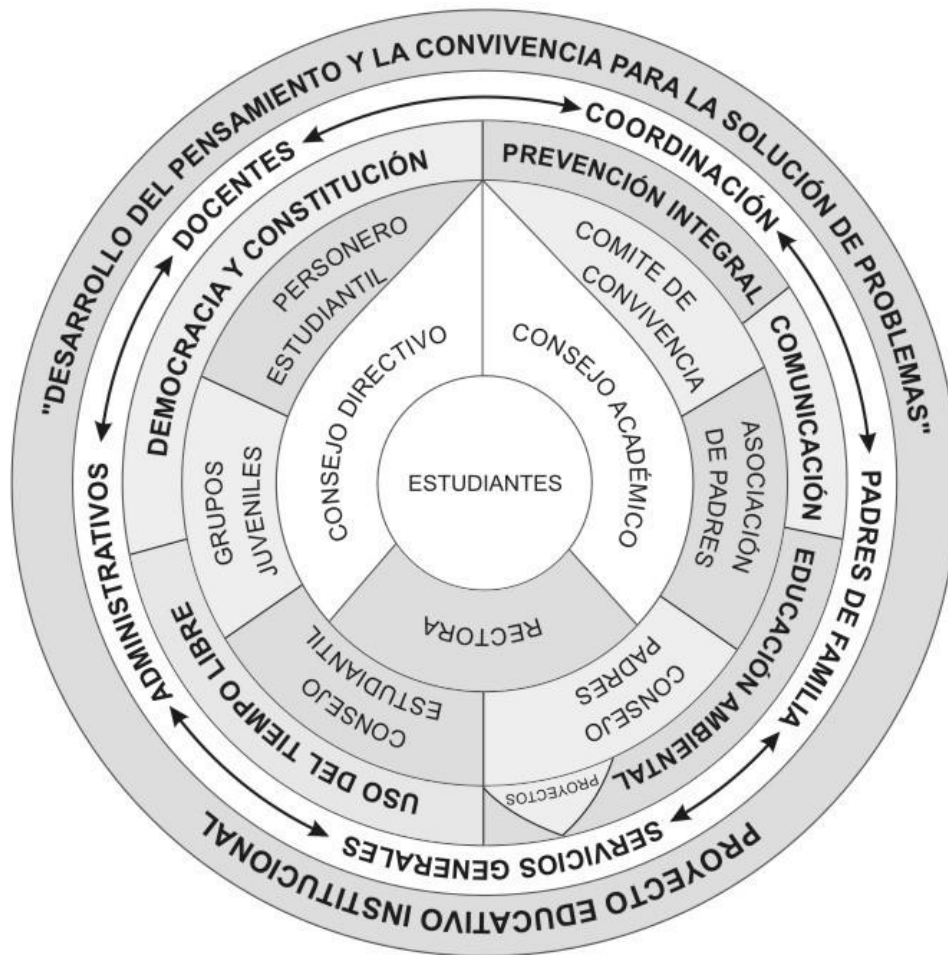 "DESARROLLO DEL PENSAMIENTO Y LA CONVIVENCIA PARA LA SOLUCIÓN DE PROBLEMAS"
PROYECTO EDUCATIVO INSTITUCIONAL
DOCENTES
COORDINACIÓN
PADRES DE FAMILIA
SERVICIOS GENERALES
ADMINISTRATIVOS
DEMOCRACIA Y CONSTITUCIÓN
PREVENCIÓN INTEGRAL
COMUNICACIÓN
EDUCACIÓN AMBIENTAL
PROYECTOS
USO DEL TIEMPO LIBRE
PERSONERO
ESTUDIANTIL
COMITE DE
CONVIVENCIA
ASOCIACIÓN
DE PADRES
CONSEJO
PADRES
CONSEJO
ESTUDIANTIL
GRUPOS
JUVENILES
CONSEJO DIRECTIVO
CONSEJO ACADÉMICO
RECTORA
ESTUDIANTES